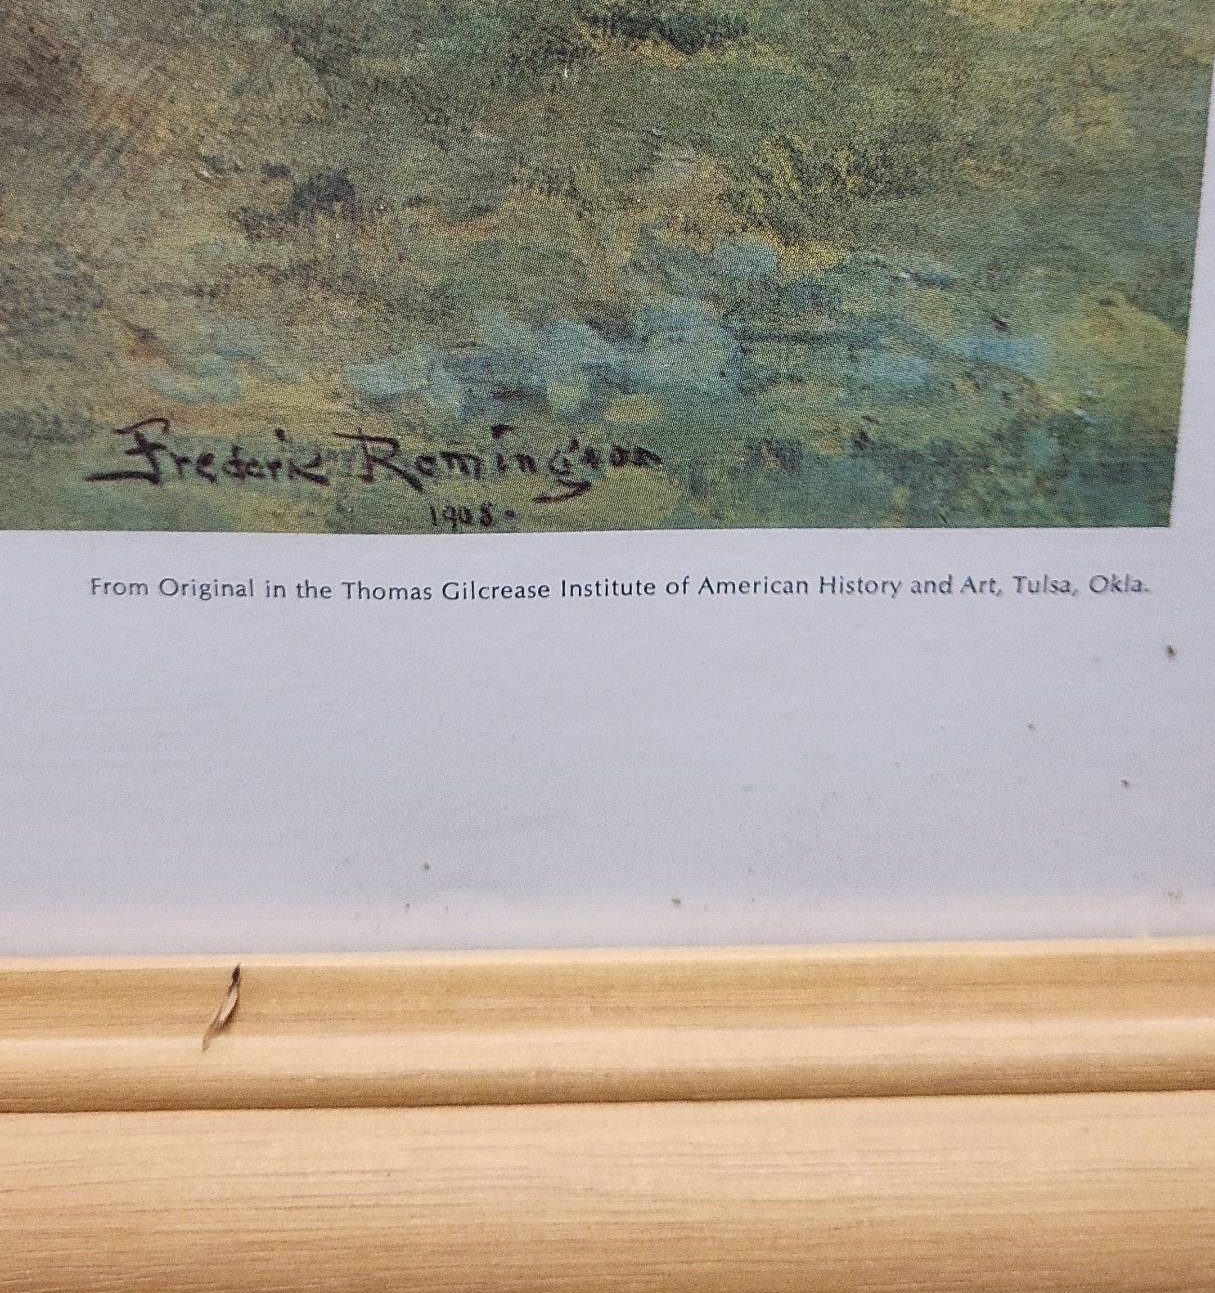 Frederic Remington
1908.
From Original in the Thomas Gilcrease Institute of American History and Art, Tulsa, Okla.